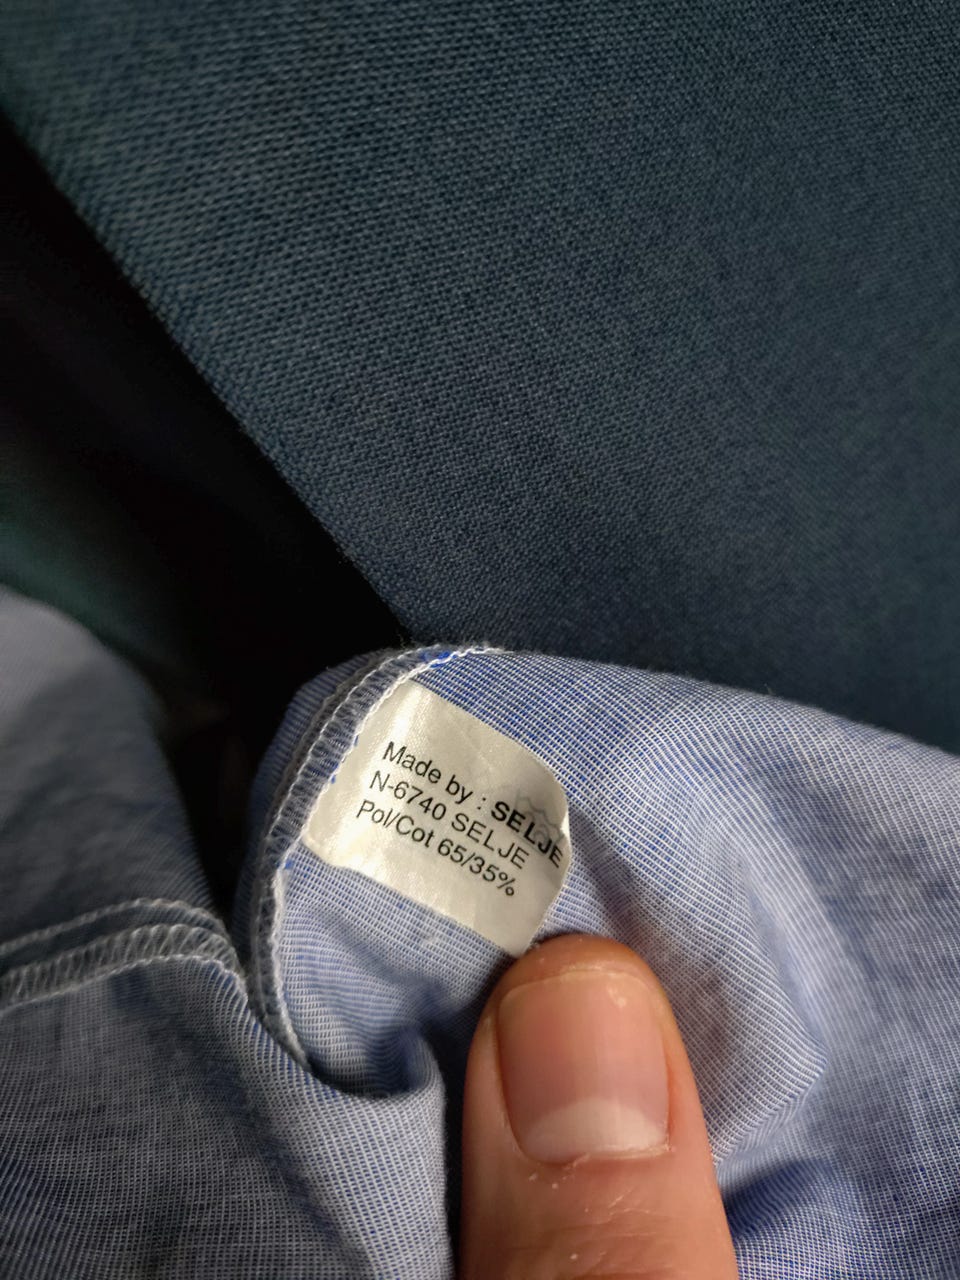 Made by : SELJE
N-6740 SELJE
Pol/Cot 65/35%